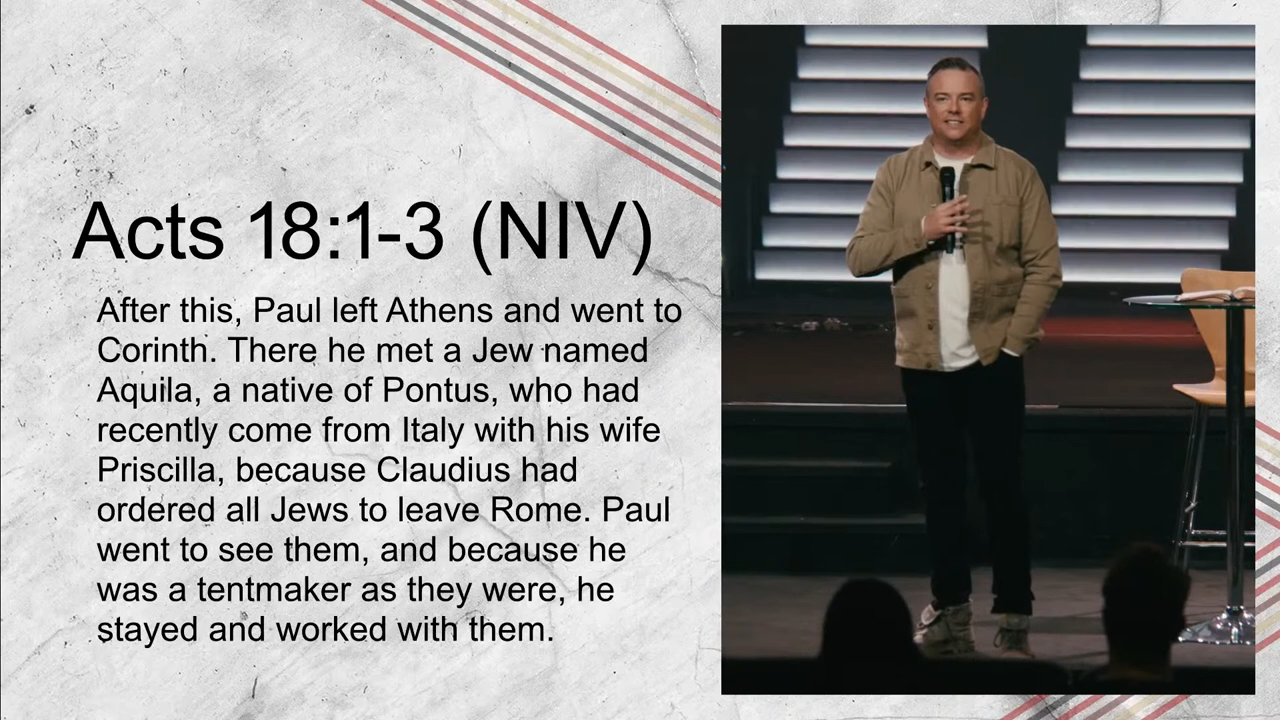 Acts 18:1-3 (NIV)
After this, Paul left Athens and went to
Corinth. There he met a Jew named
Aquila, a native of Pontus, who had
recently come from Italy with his wife
Priscilla, because Claudius had
ordered all Jews to leave Rome. Paul
went to see them, and because he
was a tentmaker as they were, he
stayed and worked with them.